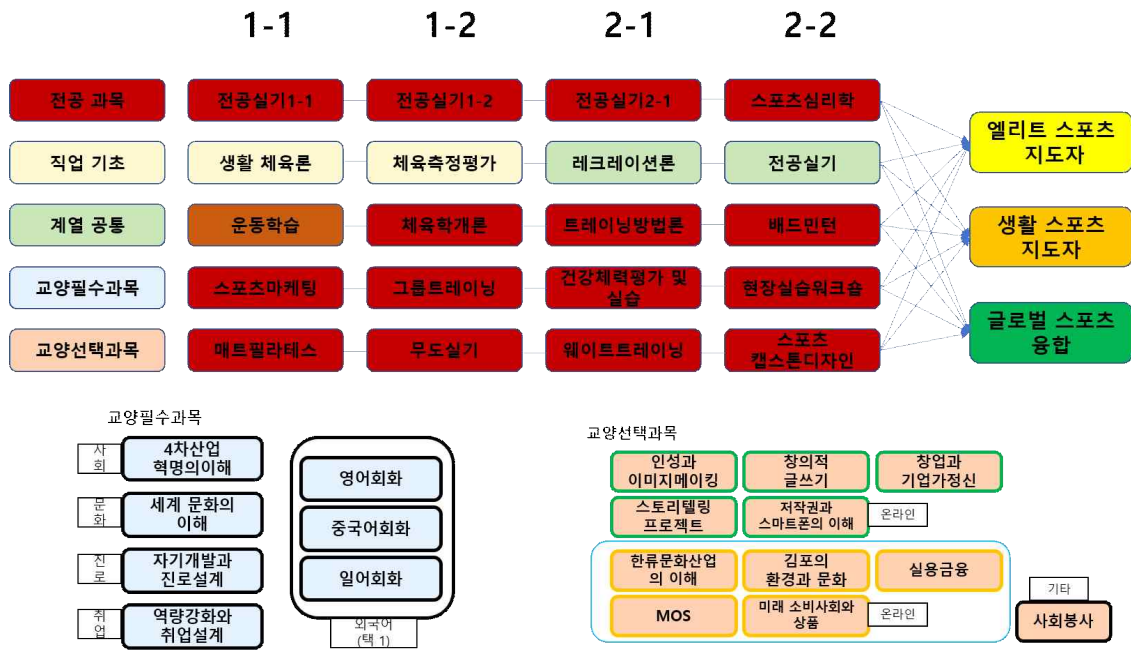 1-1
1-2
2-1
2-2
전공 과목
전공실기1-1
전공실기1-2
전공실기2-1
스포츠심리학
엘리트 스포츠
지도자
직업 기초
생활 체육론
체육측정평가
레크레이션론
전공실기
계열 공통
운동학습
체육학개론
트레이닝방법론
배드민턴
생활 스포츠
지도자
교양필수과목
스포츠마케팅
그룹트레이닝
건강체력평가 및
실습
현장실습워크숍
글로벌 스포츠
융합
교양선택과목
매트필라테스
무도실기
웨이트트레이닝
스포츠
캡스톤디자인
교양필수과목
사
회
4차산업
혁명의이해
문
화
세계 문화의
이해
진
로
자기개발과
진로설계
취
업
역량강화와
취업설계
영어회화
중국어회화
일어회화
외국어
(택 1)
교양선택과목
인성과
이미지메이킹
창의적
글쓰기
창업과
기업가정신
스토리텔링
프로젝트
저작권과
스마트폰의 이해
온라인
한류문화산업
의 이해
김포의
환경과 문화
실용금융
MOS
미래 소비사회와
상품
온라인
기타
사회봉사